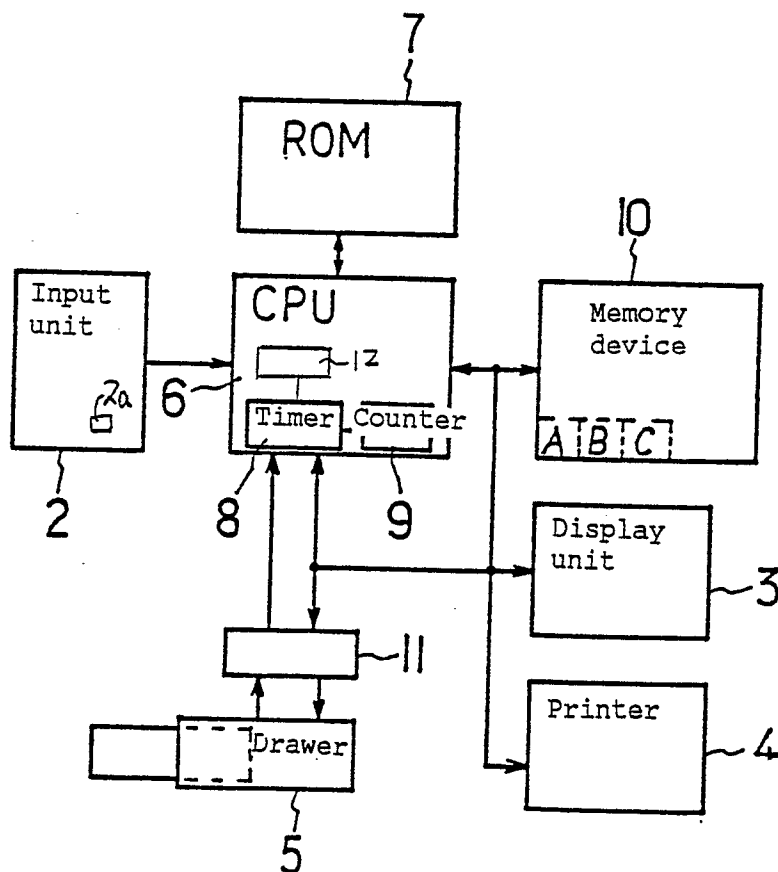 7
ROM
10
Input
unit
2a
2
CPU
12
6
Timer
Counter
8
9
Memory
device
A B C
Display
unit
3
11
Drawer
5
Printer
4